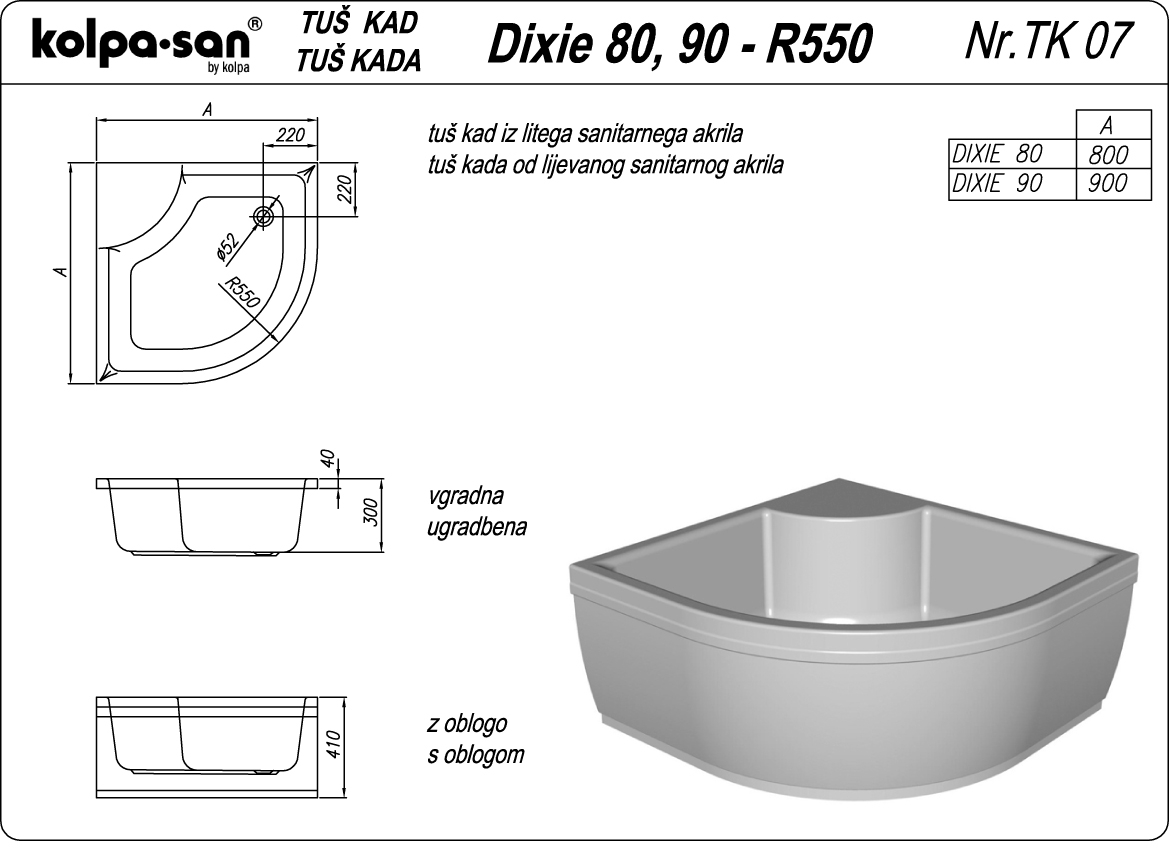 kolpa•san®
by kolpa
TUŠ KAD
TUŠ KADA
Dixie 80, 90 - R550
Nr.TK 07
A
220
220
A
ø52
R550
tuš kad iz litega sanitarnega akrila
tuš kada od lijevanog sanitarnog akrila
A
DIXIE 80 800
DIXIE 90 900
40
300
vgradna
ugradbena
410
z oblogo
s oblogom